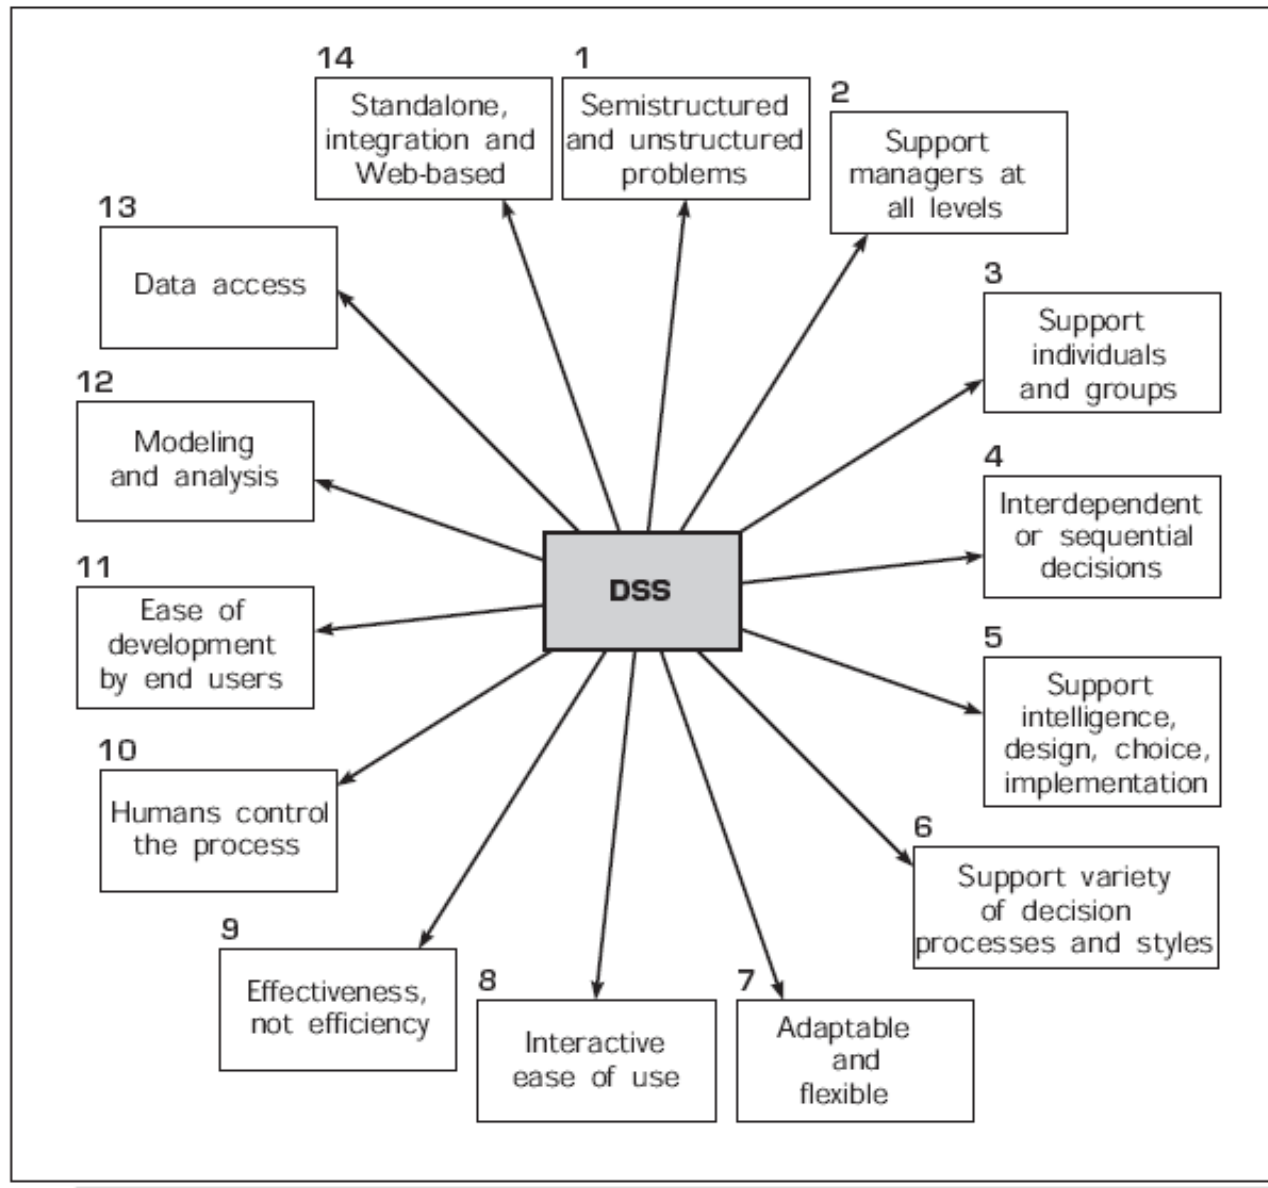 14
Standalone,
integration and
Web-based
1
Semistructured
and unstructured
problems
2
Support
managers at
all levels
13
Data access
3
Support
individuals
and groups
12
Modeling
and analysis
4
Interdependent
or sequential
decisions
DSS
11
Ease of
development
by end users
5
Support
intelligence,
design, choice,
implementation
10
Humans control
the process
6
Support variety
of decision
processes and styles
9
Effectiveness,
not efficiency
8
Interactive
ease of use
7
Adaptable
and
flexible